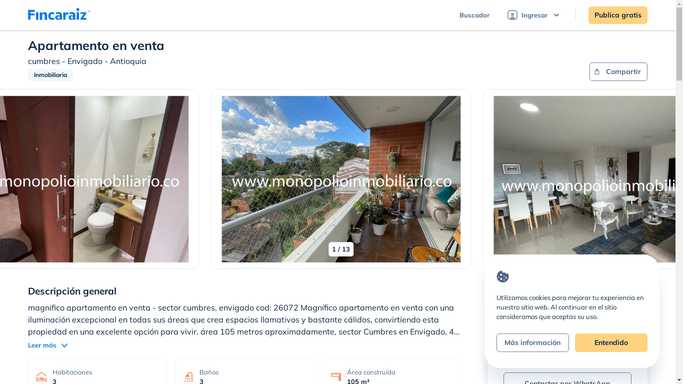 Fincaraiz
Buscador
Ingresar
Publica gratis
Apartamento en venta
cumbres - Envigado - Antioquia
Inmobiliaria
Compartir
monopolioinmobiliario.co
www.monopolioinmobiliario.co
www.monopolioinmobiliario
1 / 13
Descripción general
magnifico apartamento en venta - sector cumbres, envigado cod: 26072 Magnífico apartamento en venta con una
iluminación excepcional en todas sus áreas que crea espacios llamativos y bastante cálidos, convirtiendo esta
propiedad en una excelente opción para vivir. área 105 metros aproximadamente, sector Cumbres en Envigado, 4...
Leer más
Habitaciones
3
Baños
3
Área construida
105 m²
Utilizamos cookies para mejorar tu experiencia en
nuestro sitio web. Al continuar en el sitio
consideramos que aceptas su uso.
Más información
Entendido
Contactar por WhatsApp